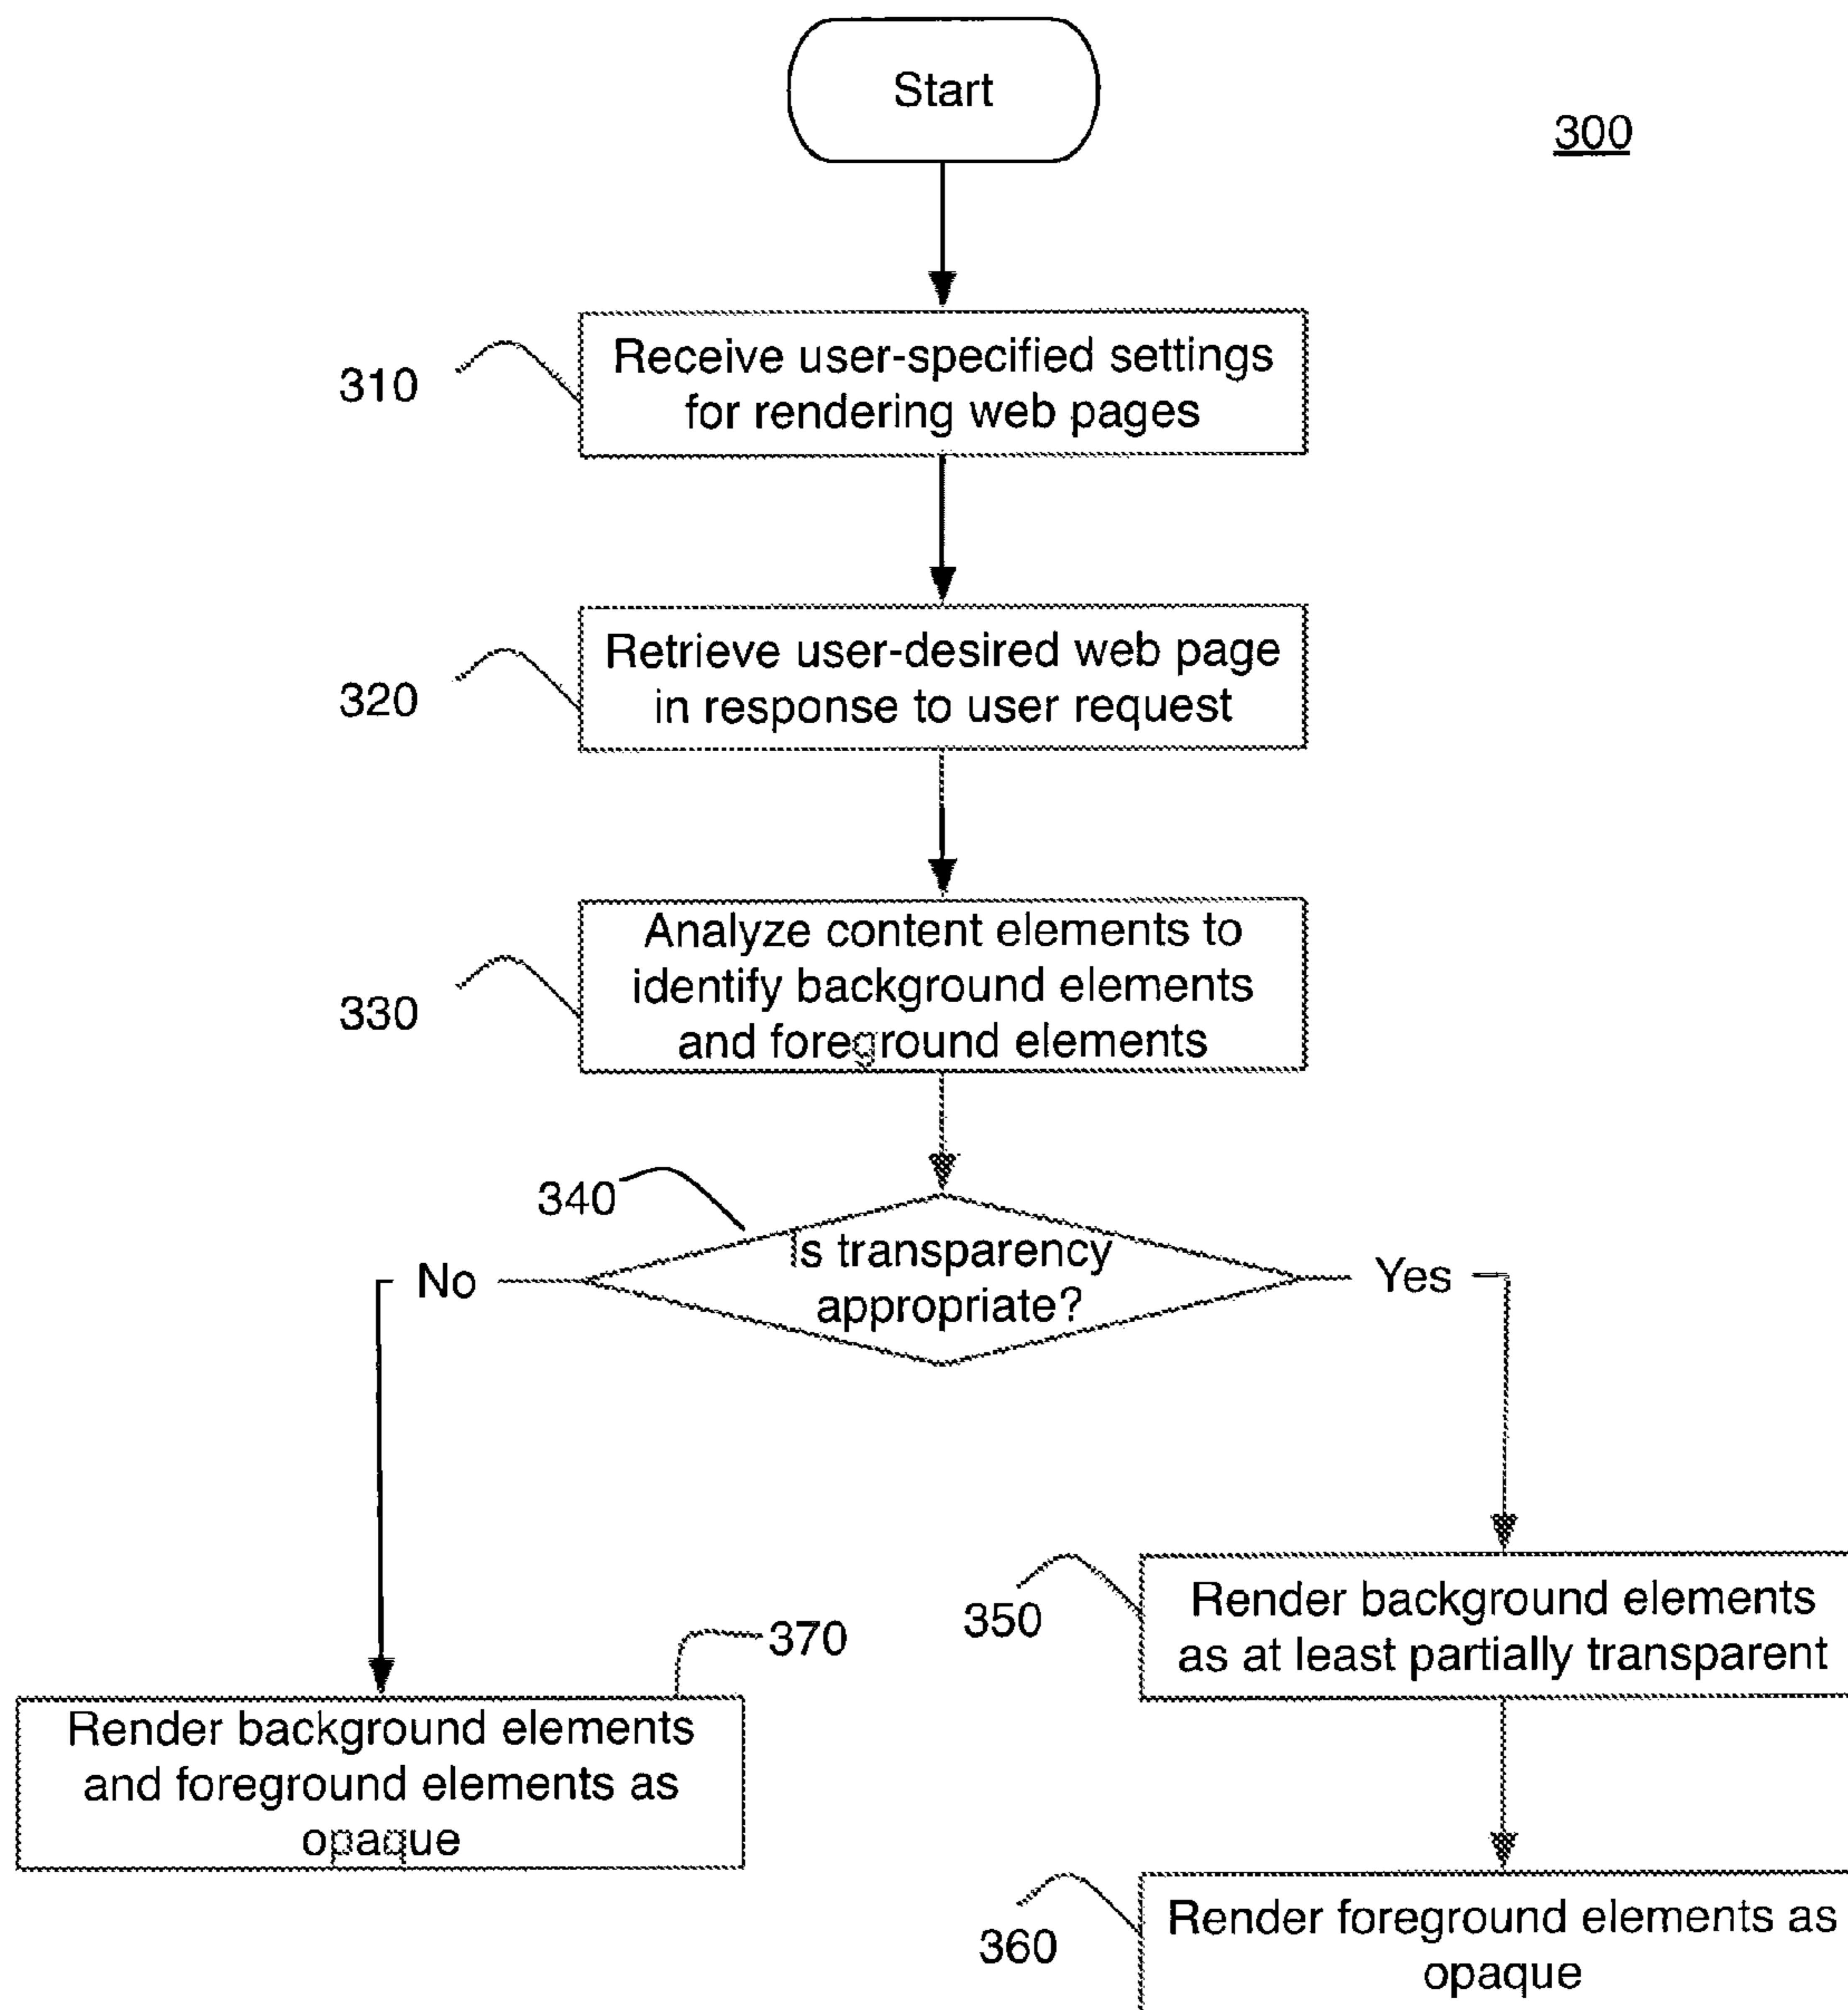 Start
300
310
Receive user-specified settings
for rendering web pages
320
Retrieve user-desired web page
in response to user request
330
Analyze content elements to
identify background elements
and foreground elements
340
Is transparency
appropriate?
No
Yes
350
Render background elements
as at least partially transparent
370
Render background elements
and foreground elements as
opaque
360
Render foreground elements as
opaque